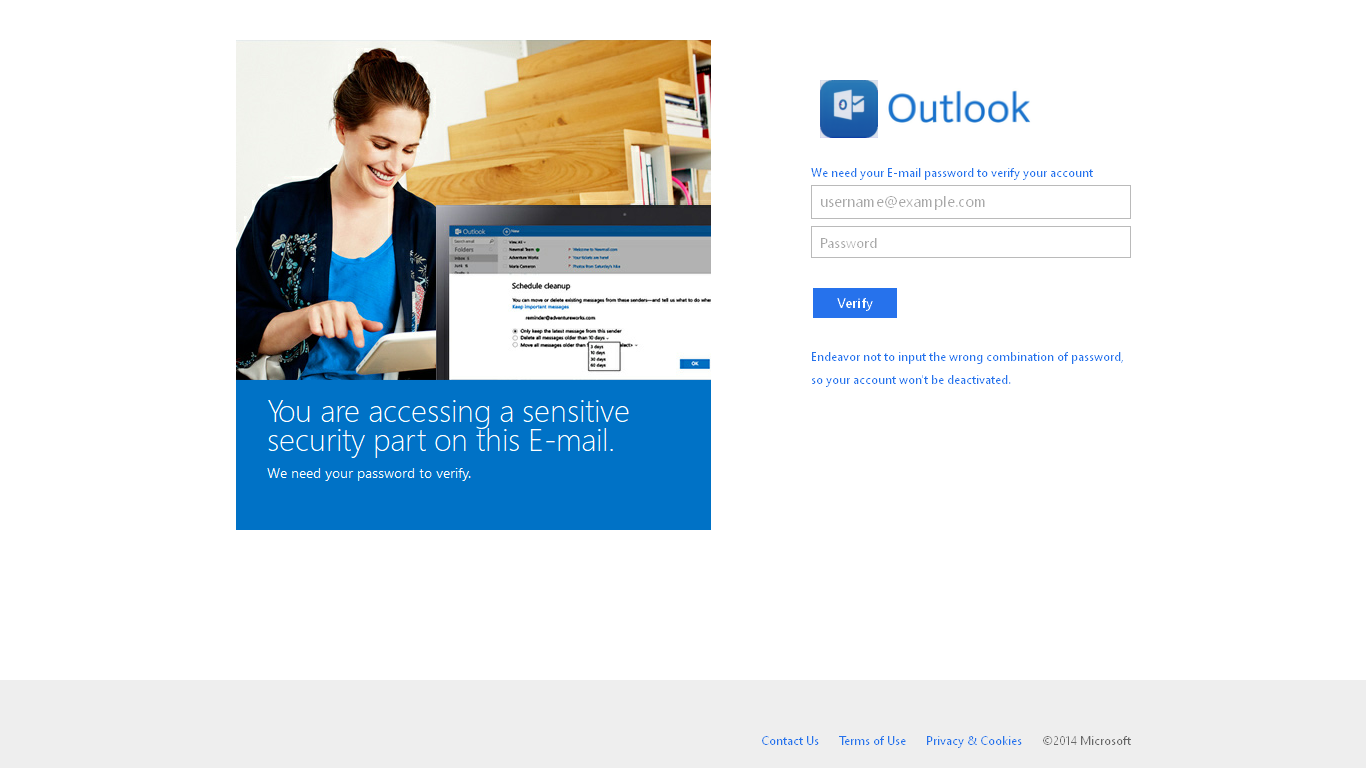 Outlook
We need your E-mail password to verify your account
username@example.com
Password
Verify
Endeavor not to input the wrong combination of password,
so your account won't be deactivated.
Outlook
New
Search email
View: All
Folders
Newmail Team
Welcome to Newmail.com
Inbox
Adventure Works
Your tickets are here!
Junk
Maria Cameron
Photos from Saturday's hike
Drafts
Schedule cleanup
You can move or delete existing messages from these senders—and tell us what to do when
Keep important messages
reminder@adventureworks.com
Only keep the latest message from this sender
Delete all messages older than 10 days
Move all messages older than
3 days
10 days
30 days
60 days
OK
You are accessing a sensitive
security part on this E-mail.
We need your password to verify.
Contact Us Terms of Use Privacy & Cookies ©2014 Microsoft